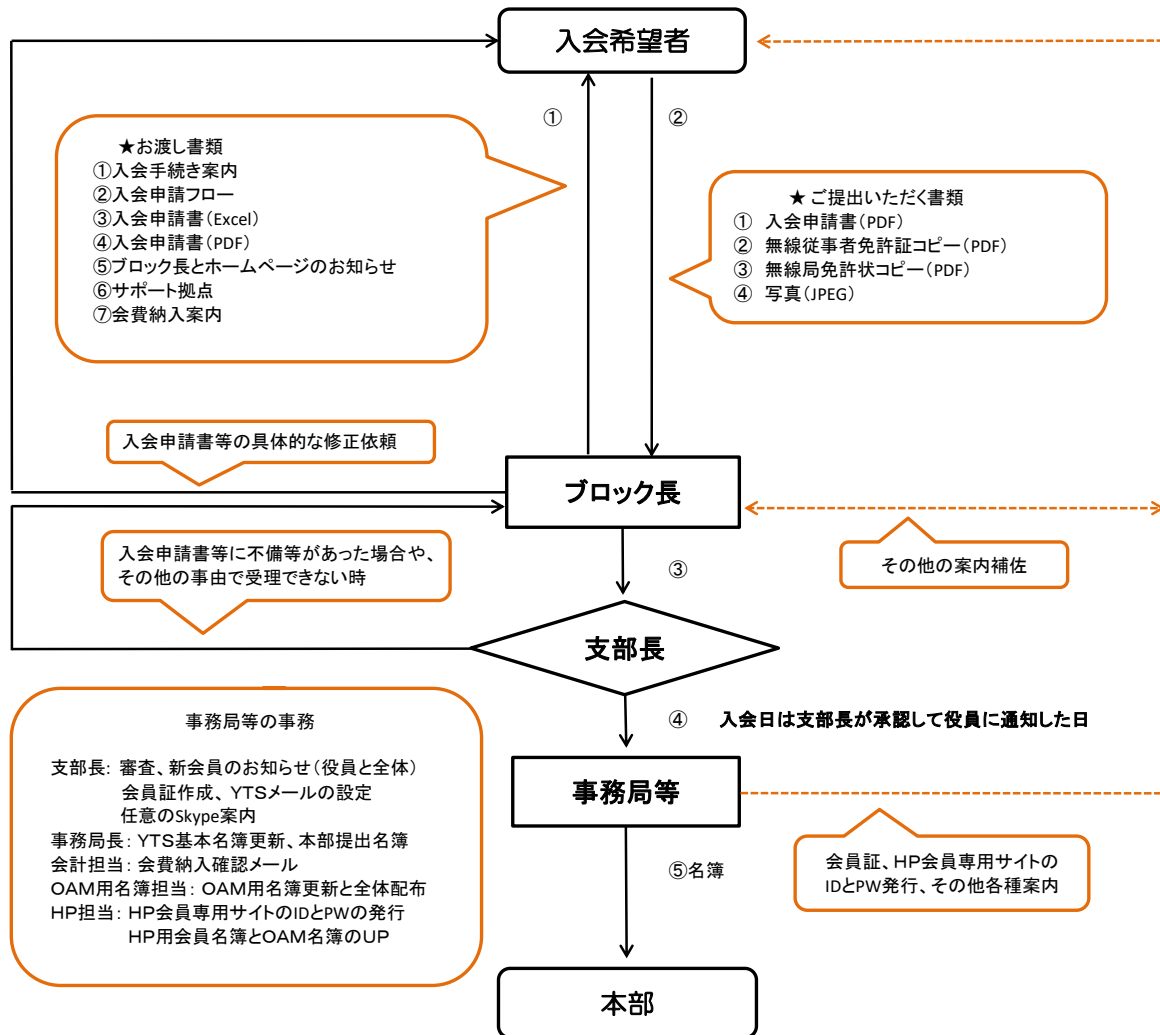 入会希望者
①
②
★お渡し書類
①入会手続き案内
②入会申請フロー
③入会申請書(Excel)
④入会申請書(PDF)
⑤ブロック長とホームページのお知らせ
⑥サポート拠点
⑦会費納入案内
★ ご提出いただく書類
① 入会申請書(PDF)
② 無線従事者免許証コピー(PDF)
③ 無線局免許状コピー(PDF)
④ 写真(JPEG)
入会申請書等の具体的な修正依頼
ブロック長
入会申請書等に不備等があった場合や、
その他の事由で受理できない時
③
その他の案内補佐
支部長
④ 入会日は支部長が承認して役員に通知した日
事務局等の事務
支部長: 審査、新会員のお知らせ(役員と全体)
会員証作成、YTSメールの設定
任意のSkype案内
事務局長: YTS基本名簿更新、本部提出名簿
会計担当: 会費納入確認メール
OAM用名簿担当: OAM用名簿更新と全体配布
HP担当: HP会員専用サイトのIDとPWの発行
HP用会員名簿とOAM名簿のUP
事務局等
⑤名簿
会員証、HP会員専用サイトの
IDとPW発行、その他各種案内
本部